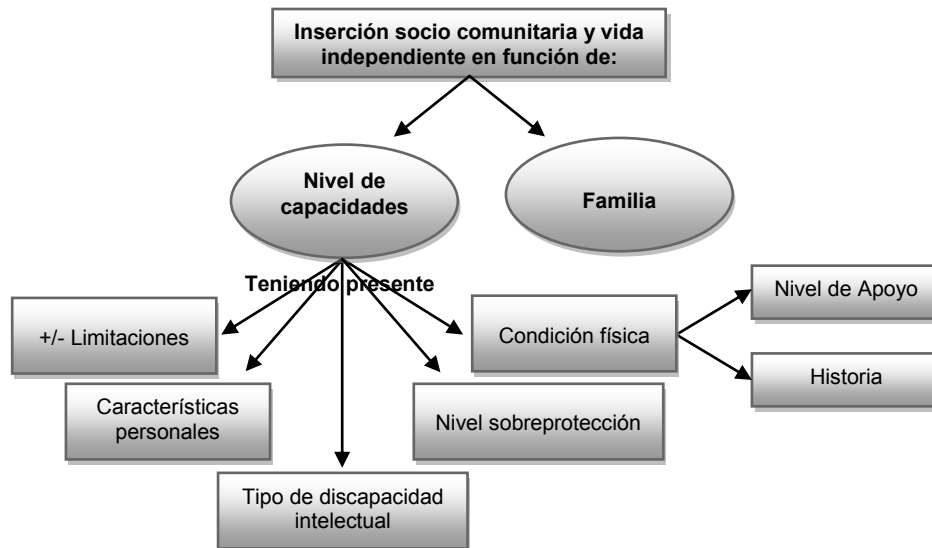 Inserción socio comunitaria y vida
independiente en función de:
Nivel de
capacidades
Familia
Teniendo presente
+/- Limitaciones
Condición física
Nivel de Apoyo
Historia
Características
personales
Nivel sobreprotección
Tipo de discapacidad
intelectual